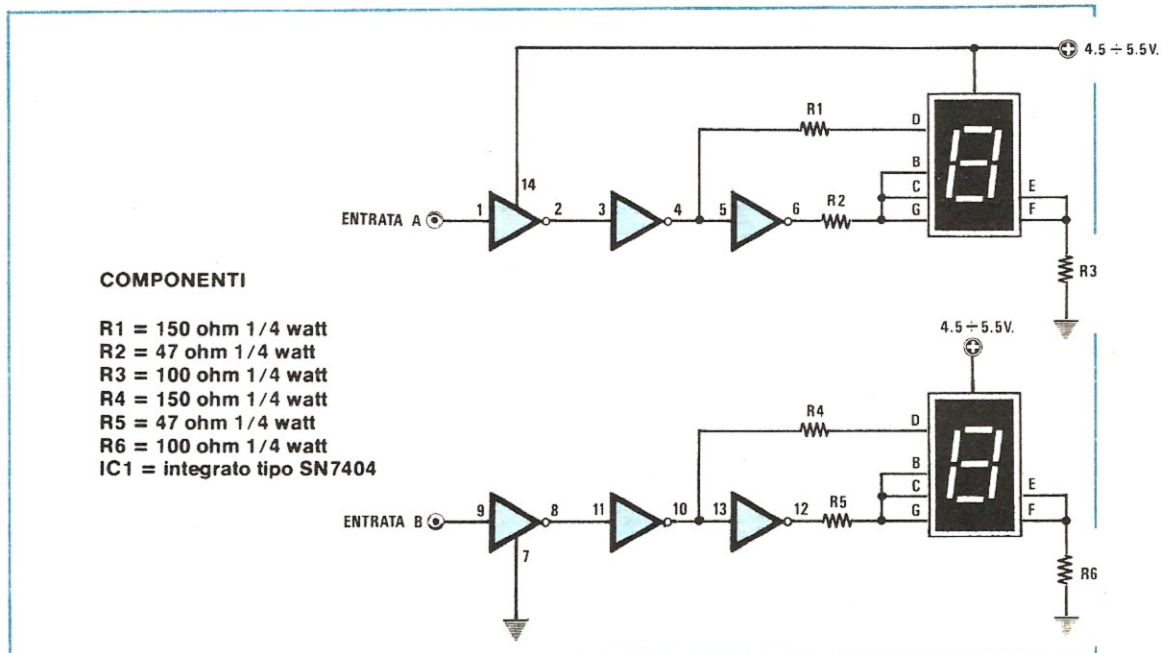 4.5 ÷ 5.5V.
R1
D
B
14
C
E
R2
ENTRATA A
1
2
3
4
5
6
G
F
R3
COMPONENTI
R1 = 150 ohm 1/4 watt
R2 = 47 ohm 1/4 watt
R3 = 100 ohm 1/4 watt
R4 = 150 ohm 1/4 watt
R5 = 47 ohm 1/4 watt
R6 = 100 ohm 1/4 watt
IC1 = integrato tipo SN7404
4.5 ÷ 5.5V.
R4
D
B
C
E
R5
ENTRATA B
9
8
11
10
13
12
G
F
7
R6